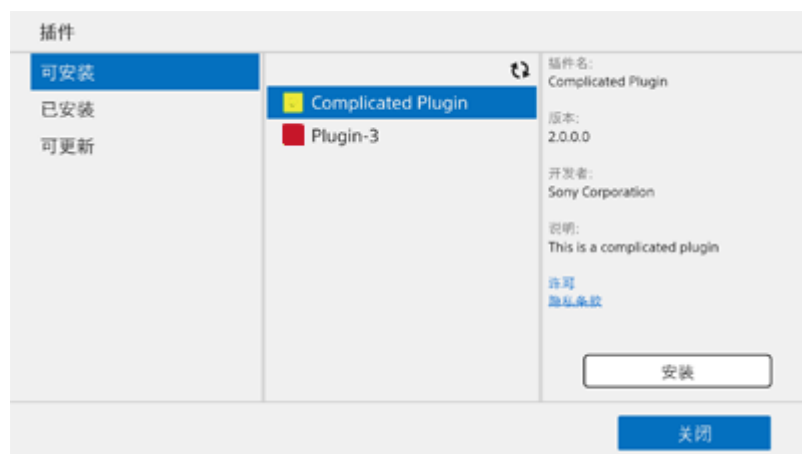 插件
可安装
已安装
可更新
Complicated Plugin
Plugin-3
插件名:
Complicated Plugin
版本:
2.0.0.0
开发者:
Sony Corporation
说明:
This is a complicated plugin
许可
隐私条款
安装
关闭